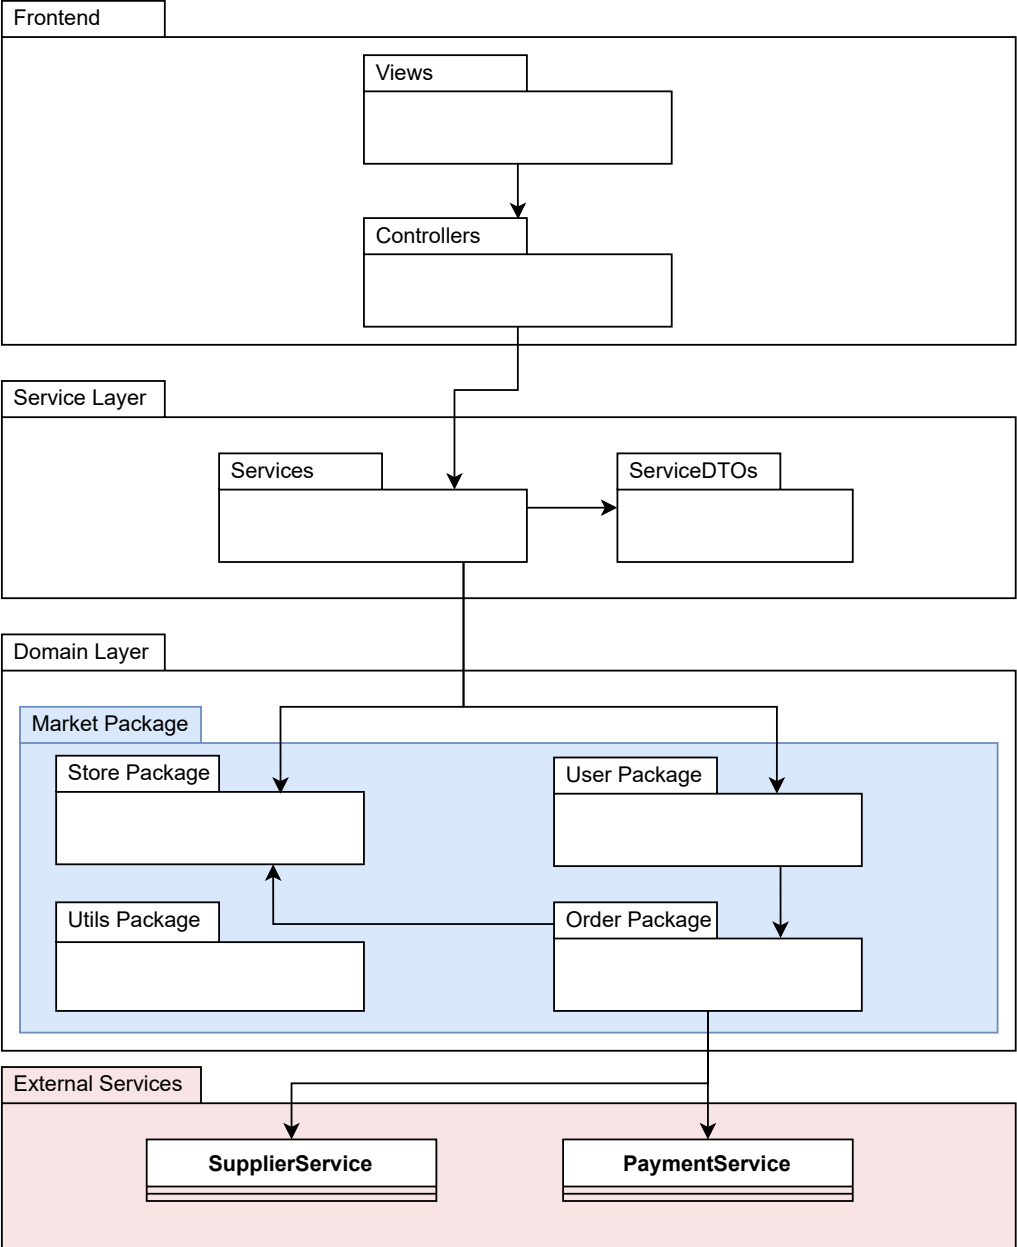 Frontend
Views
Controllers
Service Layer
Services
ServiceDTOs
Domain Layer
Market Package
Store Package
User Package
Utils Package
Order Package
External Services
SupplierService
PaymentService